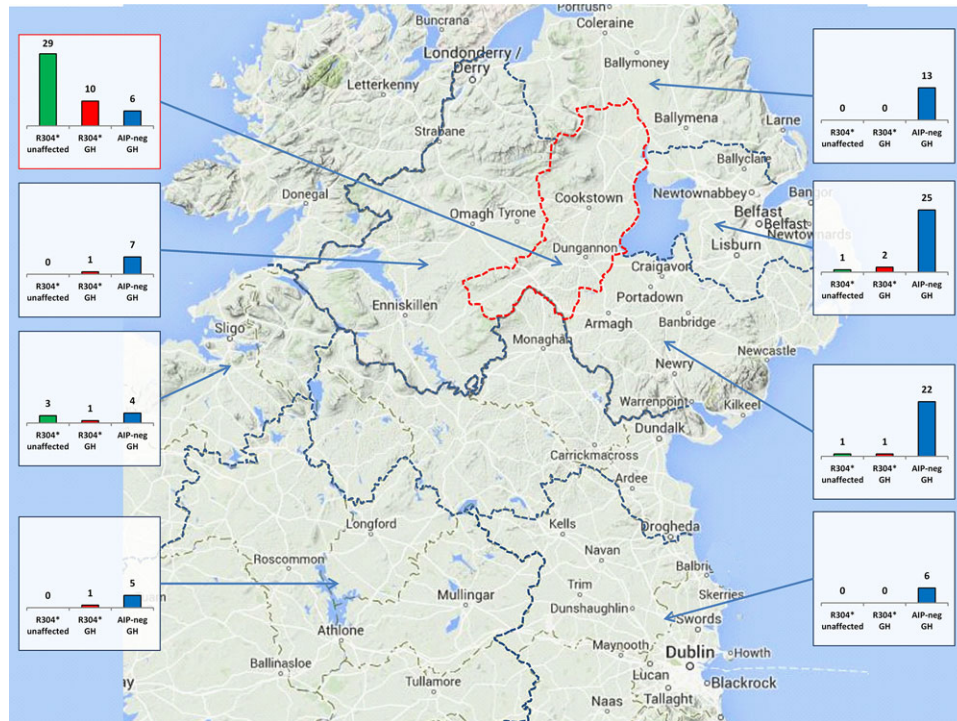 29
10
6
R304*
unaffected
R304*
GH
AIP-neg
GH
0
1
7
R304*
unaffected
R304*
GH
AIP-neg
GH
3
1
4
R304*
unaffected
R304*
GH
AIP-neg
GH
0
1
5
R304*
unaffected
R304*
GH
AIP-neg
GH
0
0
13
R304*
unaffected
R304*
GH
AIP-neg
GH
1
2
25
R304*
unaffected
R304*
GH
AIP-neg
GH
1
1
22
R304*
unaffected
R304*
GH
AIP-neg
GH
0
0
6
R304*
unaffected
R304*
GH
AIP-neg
GH
Portrush
Buncrana
Coleraine
Londonderry /
Derry
Ballymoney
Letterkenny
Strabane
Ballymena
Larne
Ballyclare
Donegal
Cookstown
Newtownabbey
Bangor
Omagh
Tyrone
Belfast
Belfast
Newtownards
Dungannon
Lisburn
Craigavon
Enniskillen
Portadown
Armagh
Banbridge
Sligo
Monaghan
Newcastle
Newry
Warrenpoint
Kilkeel
Dundalk
Carrickmacross
Ardee
Longford
Kells
Drogheda
Roscommon
Navan
Balbri
Trim
Skerries
Mullingar
Dunshaughlin
Swords
Athlone
Maynooth
Dublin
Howth
Ballinasloe
Lucan
Blackrock
Tullamore
Tallaght
Naas
ay